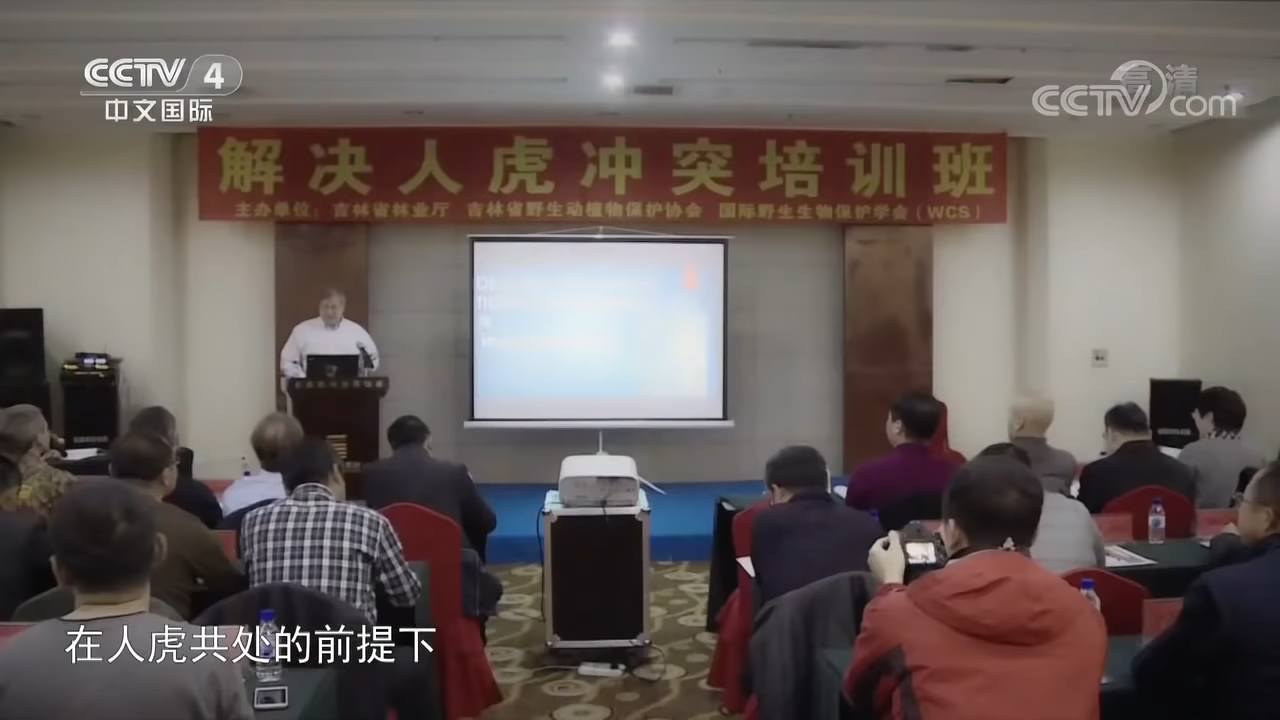 CCTV 4
中文国际
高清
CCTV.com
解决人虎冲突培训班
主办单位：吉林省林业厅 吉林省野生动植物保护协会 国际野生生物保护学会（WCS）
在人虎共处的前提下